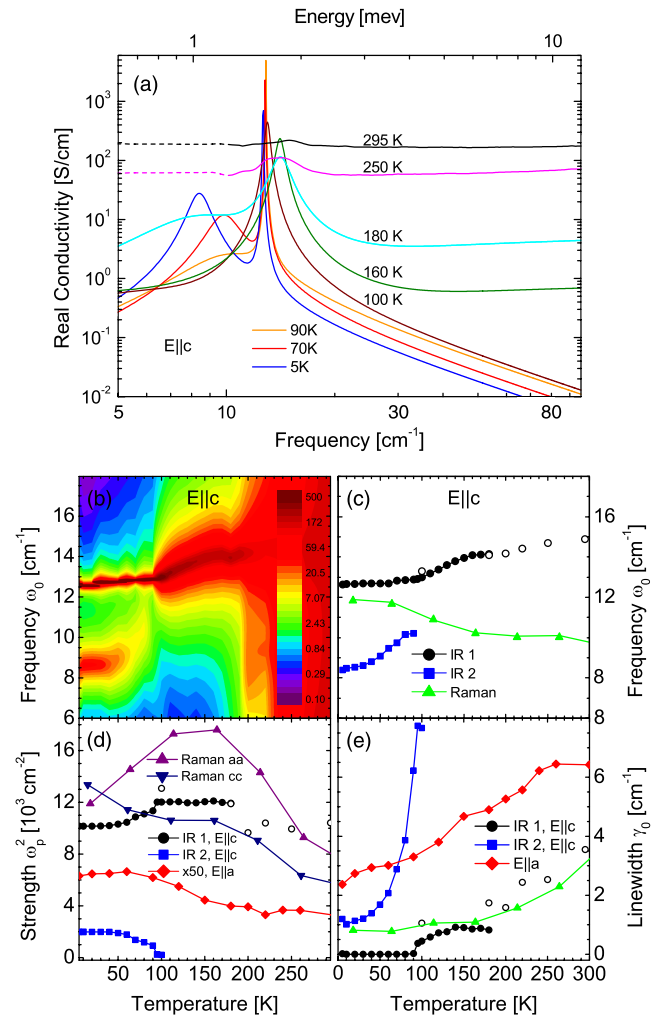 Energy [mev]
1 10
(a)
10^3
10^2
10^1
10^0
10^-1
10^-2
Real Conductivity [S/cm]
295 K
250 K
180 K
160 K
100 K
90K
70K
5K
E||c
5 10 30 80
Frequency [cm^-1]
(b) E||c
16
14
12
10
8
6
Frequency ω0 [cm^-1]
500
172
59.4
20.5
7.07
2.43
0.84
0.29
0.10
(c) E||c
16
12
8
Frequency ω0 [cm^-1]
IR 1
IR 2
Raman
(d)
16
12
8
4
0
Strength ωp^2 [10^3 cm^-2]
Raman aa
Raman cc
IR 1, E||c
IR 2, E||c
x50, E||a
50 100 150 200 250
Temperature [K]
(e)
6
4
2
0
Linewidth γ0 [cm^-1]
IR 1, E||c
IR 2, E||c
E||a
Raman
0 50 100 150 200 250 300
Temperature [K]